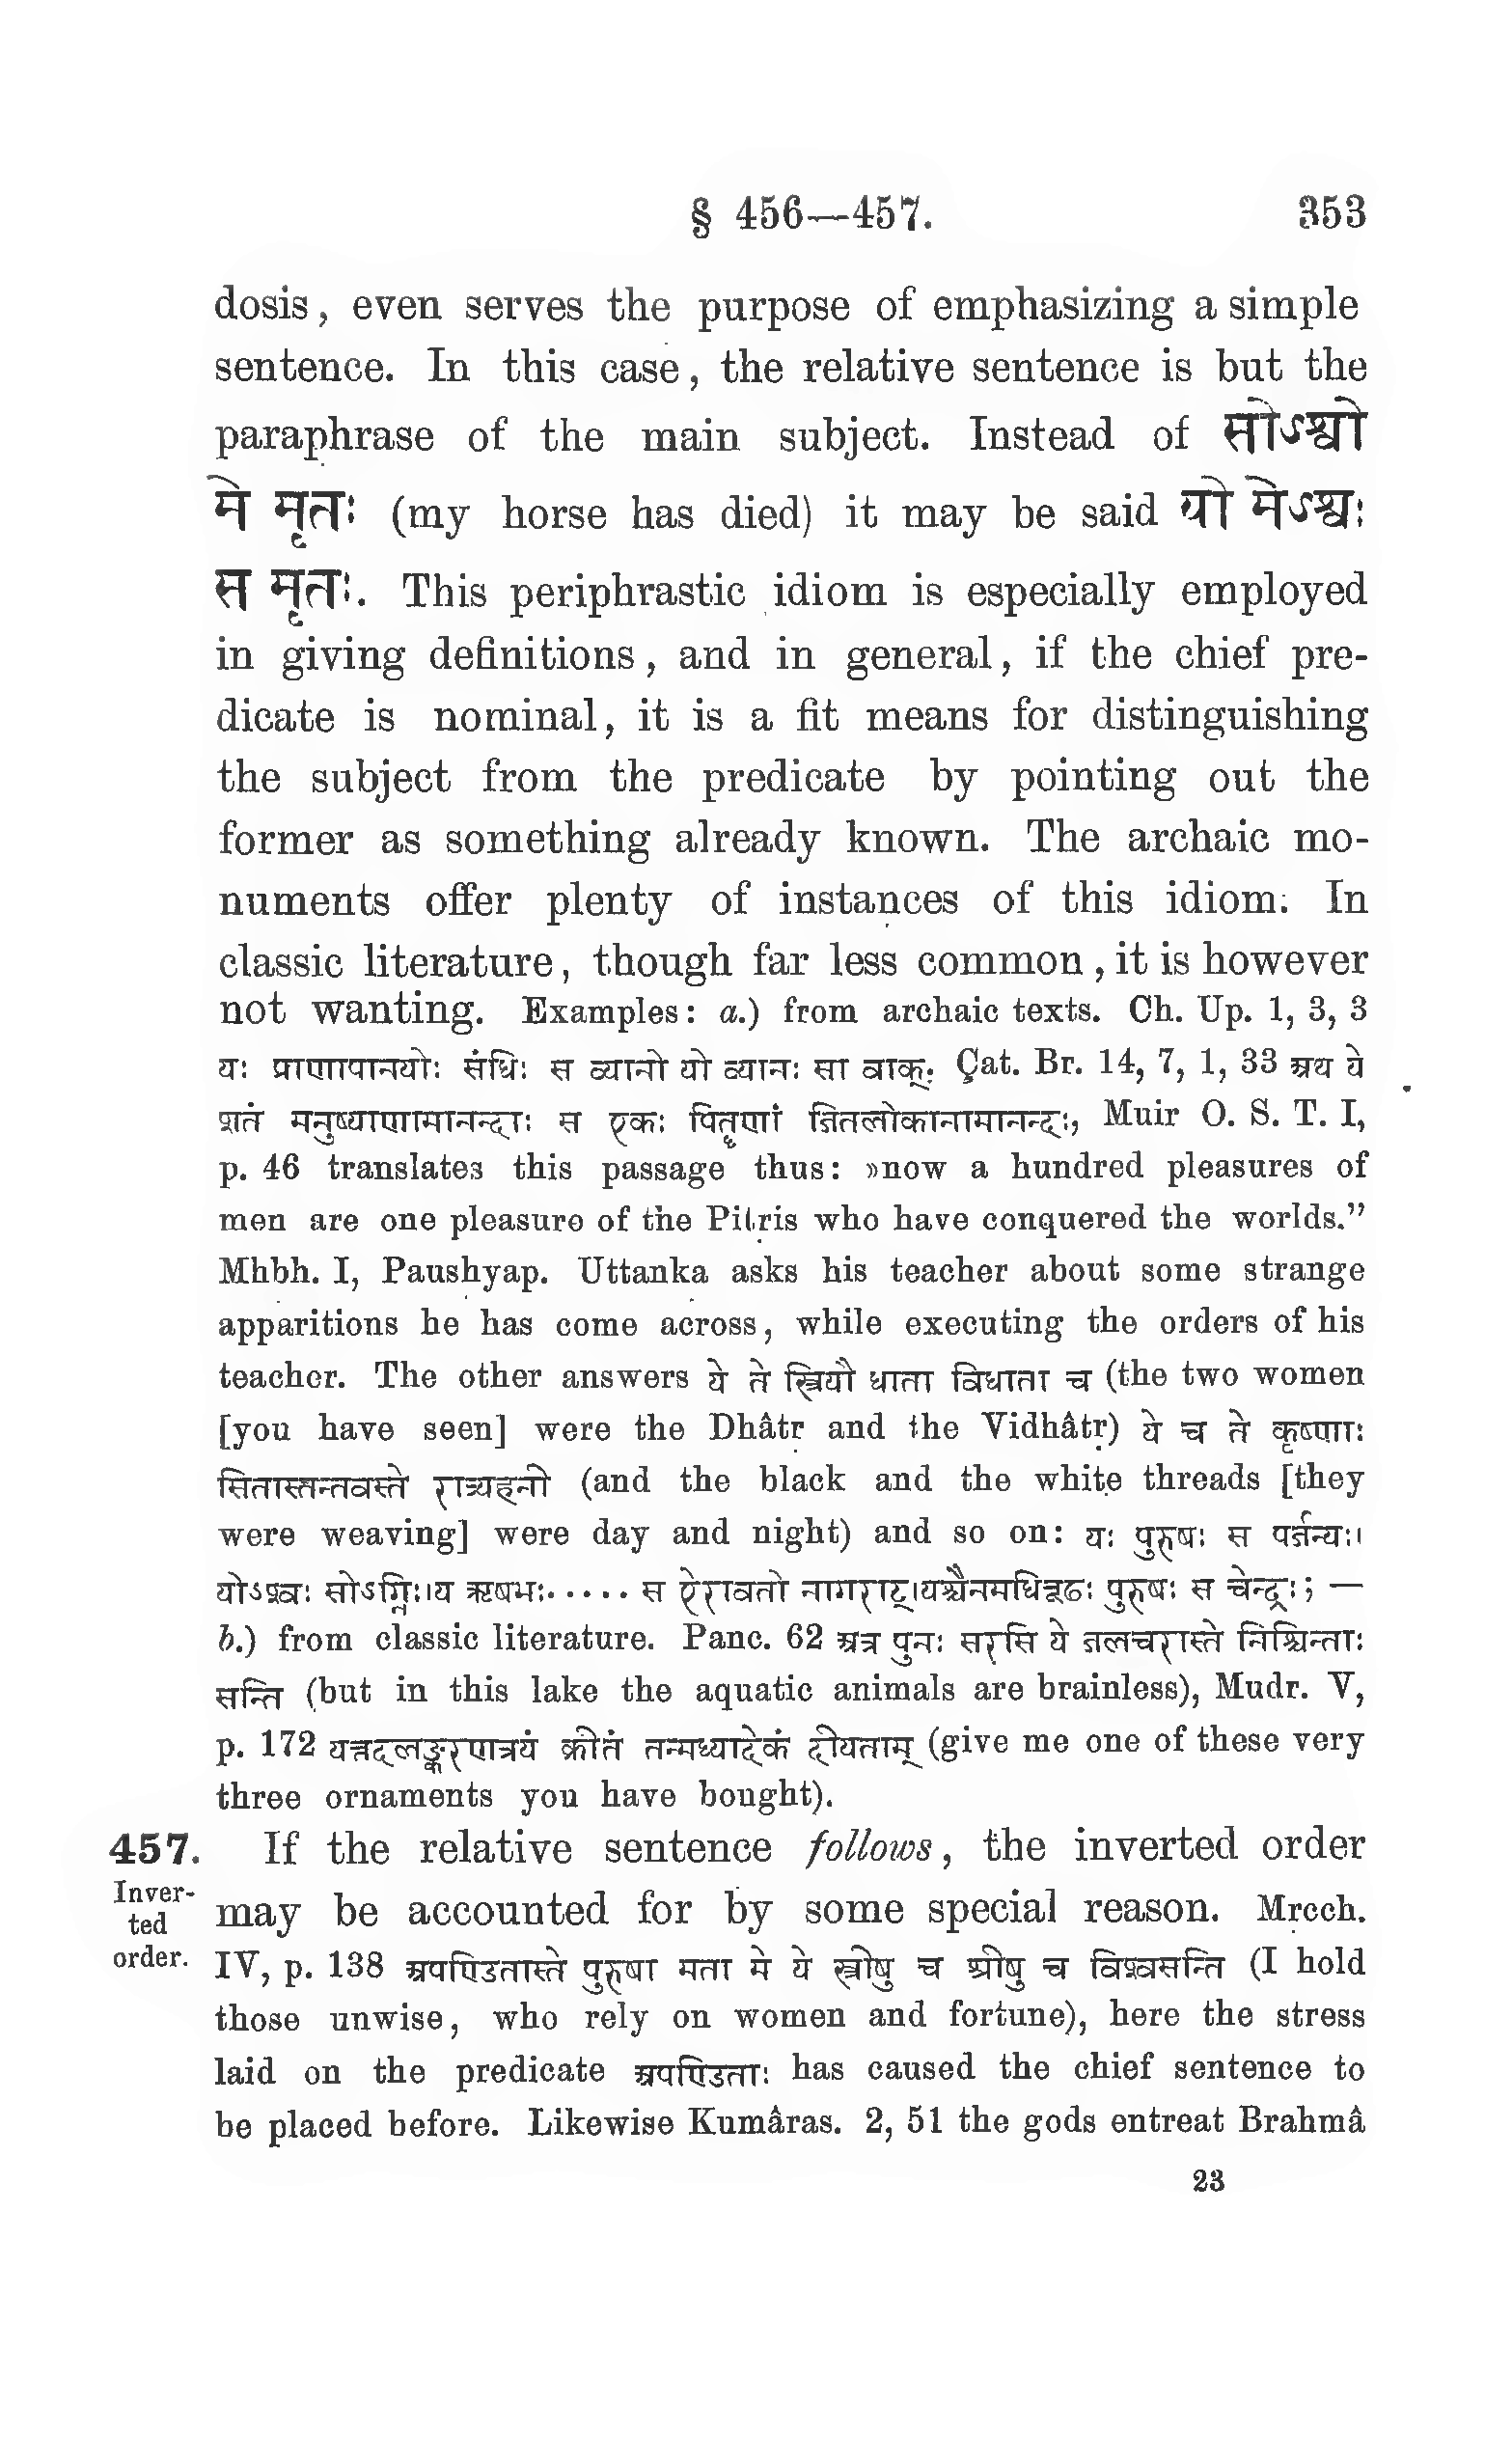 § 456—457. 353
dosis, even serves the purpose of emphasizing a simple
sentence. In this case, the relative sentence is but the
paraphrase of the main subject. Instead of सोऽश्वो
मे मृतः (my horse has died) it may be said यो मेऽश्वः
स मृतः. This periphrastic idiom is especially employed
in giving definitions, and in general, if the chief pre-
dicate is nominal, it is a fit means for distinguishing
the subject from the predicate by pointing out the
former as something already known. The archaic mo-
numents offer plenty of instances of this idiom. In
classic literature, though far less common, it is however
not wanting. Examples: a.) from archaic texts. Ch. Up. 1, 3, 3
यः प्राणापानयोः संधिः स व्यानो यो व्यानः सा वाक्; Çat. Br. 14, 7, 1, 33 अथ ये
शतं मनुष्याणामानन्दाः स एकः पितॄणां जितलोकानामानन्दः, Muir O. S. T. I,
p. 46 translates this passage thus: »now a hundred pleasures of
men are one pleasure of the Pitris who have conquered the worlds.”
Mhbh. I, Paushyap. Uttanka asks his teacher about some strange
apparitions he has come across, while executing the orders of his
teacher. The other answers ये ते स्त्रियौ धाता विधाता च (the two women
[you have seen] were the Dhâtṛ and the Vidhâtṛ) ये च ते कृष्णाः
सितास्तन्तवस्ते रात्र्यहनी (and the black and the white threads [they
were weaving] were day and night) and so on: यः पुरुषः स पर्जन्यः।
योऽश्वः सोऽग्निः।य ऋषभः..... स ऐरावतो नागराट्।यश्चैनमधिरूढः पुरुषः स चेन्द्रः; —
b.) from classic literature. Panc. 62 अत्र पुनः सरसि ये जलचरास्ते निश्चिन्ताः
सन्ति (but in this lake the aquatic animals are brainless), Mudr. V,
p. 172 यत्तदलङ्करणत्रयं क्रीतं तन्मध्यादेकं दीयताम् (give me one of these very
three ornaments you have bought).
457. If the relative sentence follows, the inverted order
Inver-
ted
order.
may be accounted for by some special reason. Mṛcch.
IV, p. 138 अपण्डितास्ते पुरुषा मता मे ये स्त्रीषु च श्रीषु च विश्वसन्ति (I hold
those unwise, who rely on women and fortune), here the stress
laid on the predicate अपण्डिताः has caused the chief sentence to
be placed before. Likewise Kumâras. 2, 51 the gods entreat Brahmâ
23